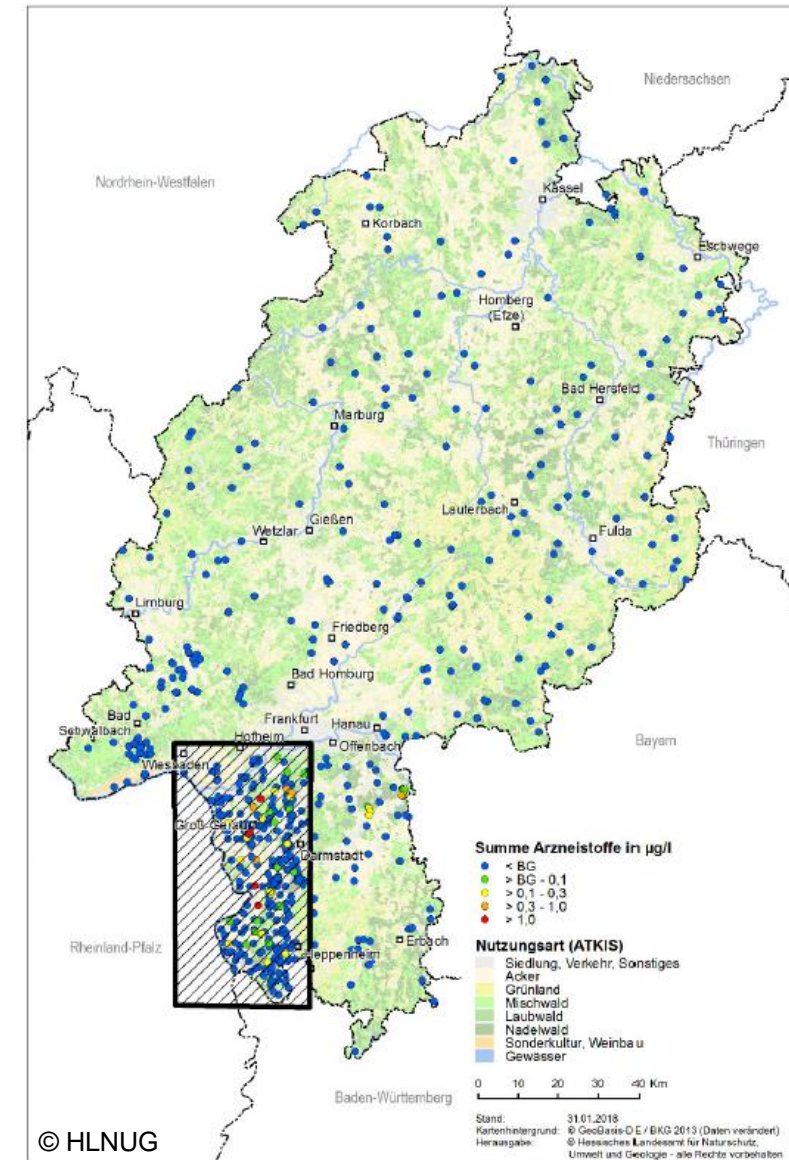 Niedersachsen
Nordrhein-Westfalen
Kassel
Korbach
Eschwege
Homberg
(Efze)
Bad Hersfeld
Marburg
Thüringen
Lauterbach
Gießen
Wetzlar
Fulda
Limburg
Friedberg
Bad Homburg
Bad
Schwalbach
Frankfurt
Hanau
Hofheim
Offenbach
Wiesbaden
Bayern
Groß-Gerau
Darmstadt
Rheinland-Pfalz
Heppenheim
Erbach
Summe Arzneistoffe in µg/l
< BG
> BG - 0,1
> 0,1 - 0,3
> 0,3 - 1,0
> 1,0
Nutzungsart (ATKIS)
Siedlung, Verkehr, Sonstiges
Acker
Grünland
Mischwald
Laubwald
Nadelwald
Sonderkultur, Weinbau
Gewässer
0 10 20 30 40 Km
Baden-Württemberg
Stand: 31.01.2018
Kartenhintergrund: © GeoBasis-DE / BKG 2013 (Daten verändert)
Herausgabe: © Hessisches Landesamt für Naturschutz,
Umwelt und Geologie - alle Rechte vorbehalten
© HLNUG